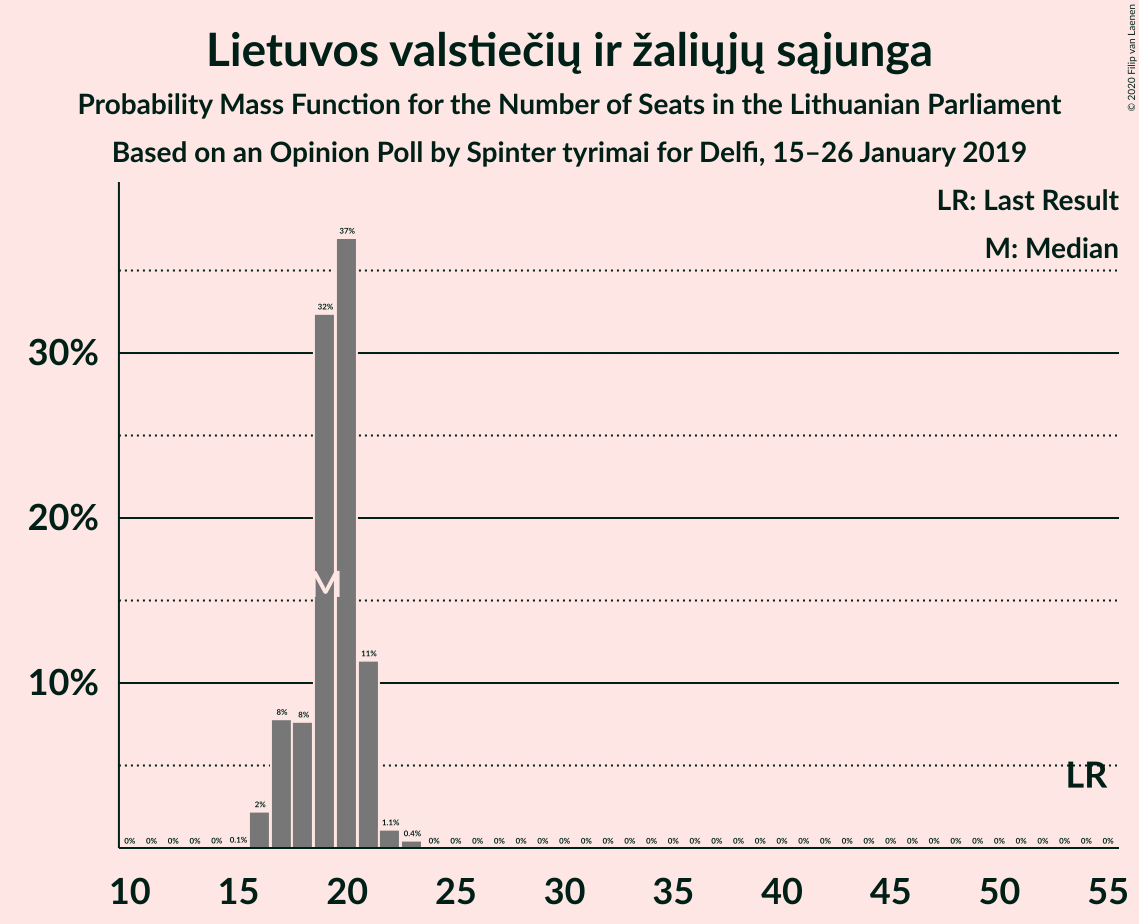 Lietuvos valstiečių ir žaliųjų sąjunga
Probability Mass Function for the Number of Seats in the Lithuanian Parliament
Based on an Opinion Poll by Spinter tyrimai for Delfi, 15–26 January 2019
© 2020 Filip van Laenen
LR: Last Result
M: Median
30%
20%
10%
0% 0% 0% 0% 0% 0.1% 2% 8% 8% 32% 37% 11% 1.1% 0.4% 0% 0% 0% 0% 0% 0% 0% 0% 0% 0% 0% 0% 0% 0% 0% 0% 0% 0% 0% 0% 0% 0% 0% 0% 0% 0% 0% 0% 0% 0% 0% 0%
M
LR
10 15 20 25 30 35 40 45 50 55